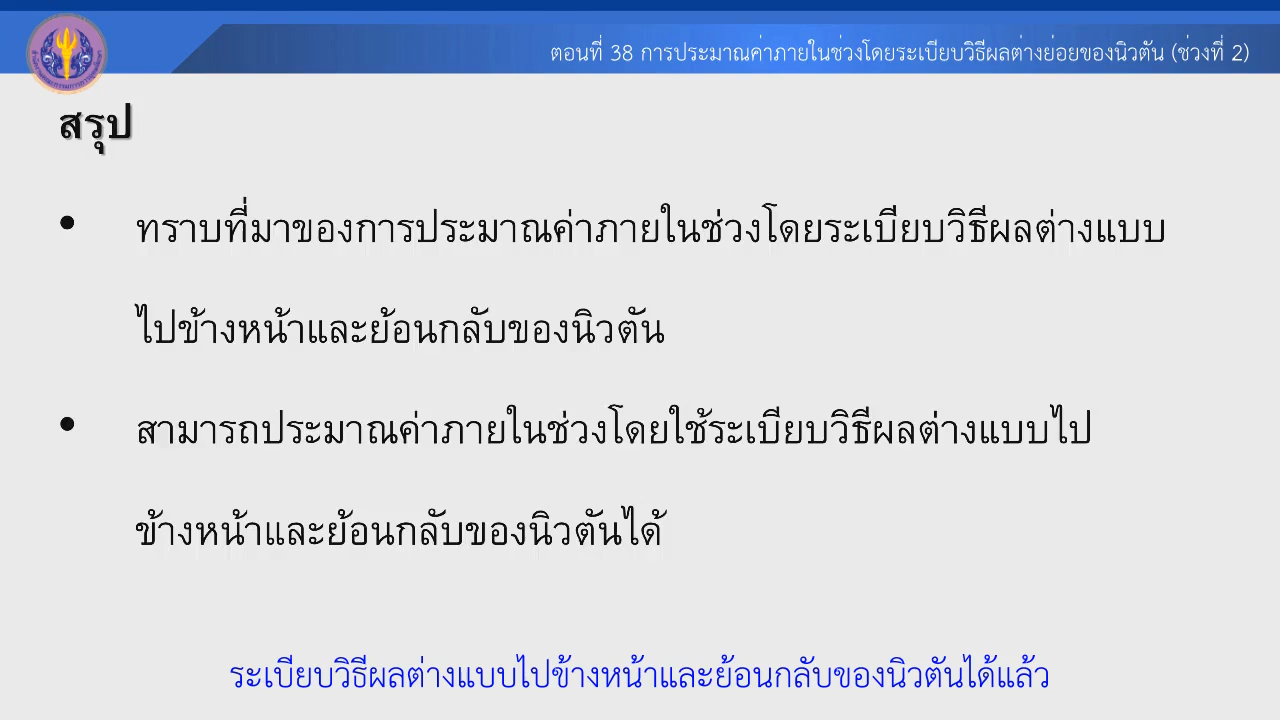 ตอนที่ 38 การประมาณค่าภายในช่วงโดยระเบียบวิธีผลต่างย่อยของนิวตัน (ช่วงที่ 2)
สรุป
• ทราบที่มาของการประมาณค่าภายในช่วงโดยระเบียบวิธีผลต่างแบบ
ไปข้างหน้าและย้อนกลับของนิวตัน
• สามารถประมาณค่าภายในช่วงโดยใช้ระเบียบวิธีผลต่างแบบไป
ข้างหน้าและย้อนกลับของนิวตันได้
ระเบียบวิธีผลต่างแบบไปข้างหน้าและย้อนกลับของนิวตันได้แล้ว